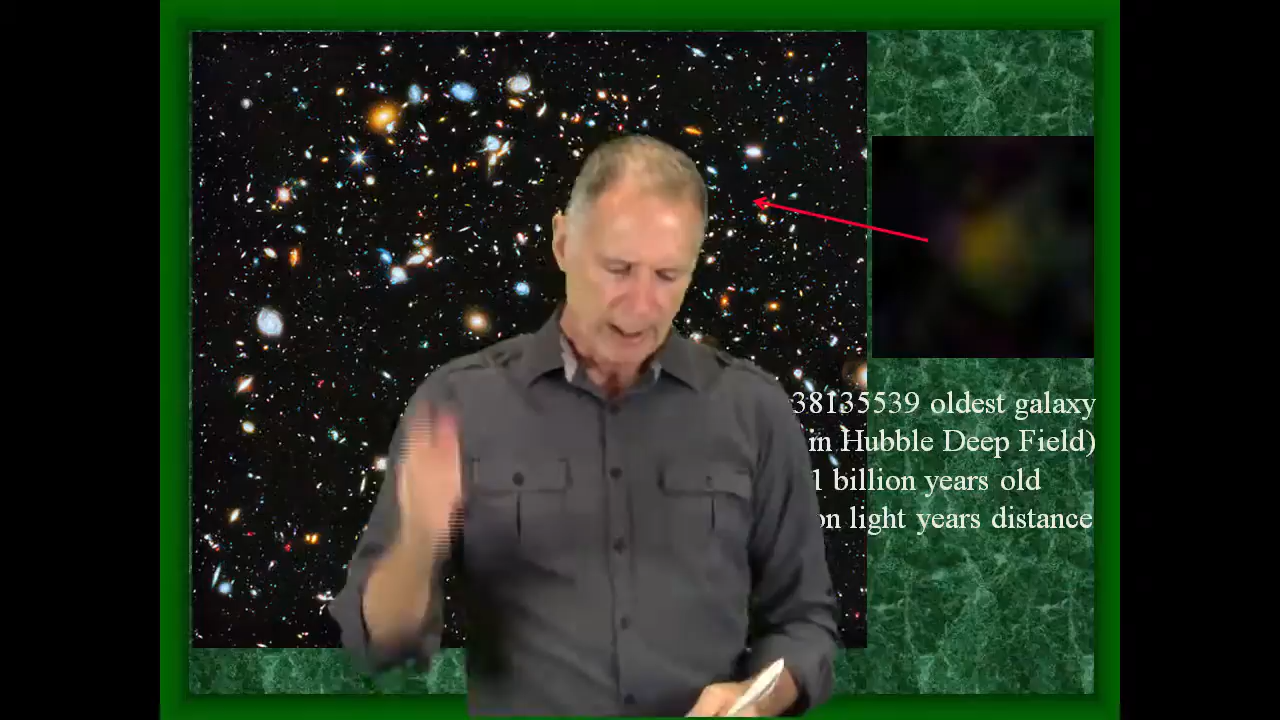 38135539 oldest galaxy
in Hubble Deep Field)
1 billion years old
on light years distance